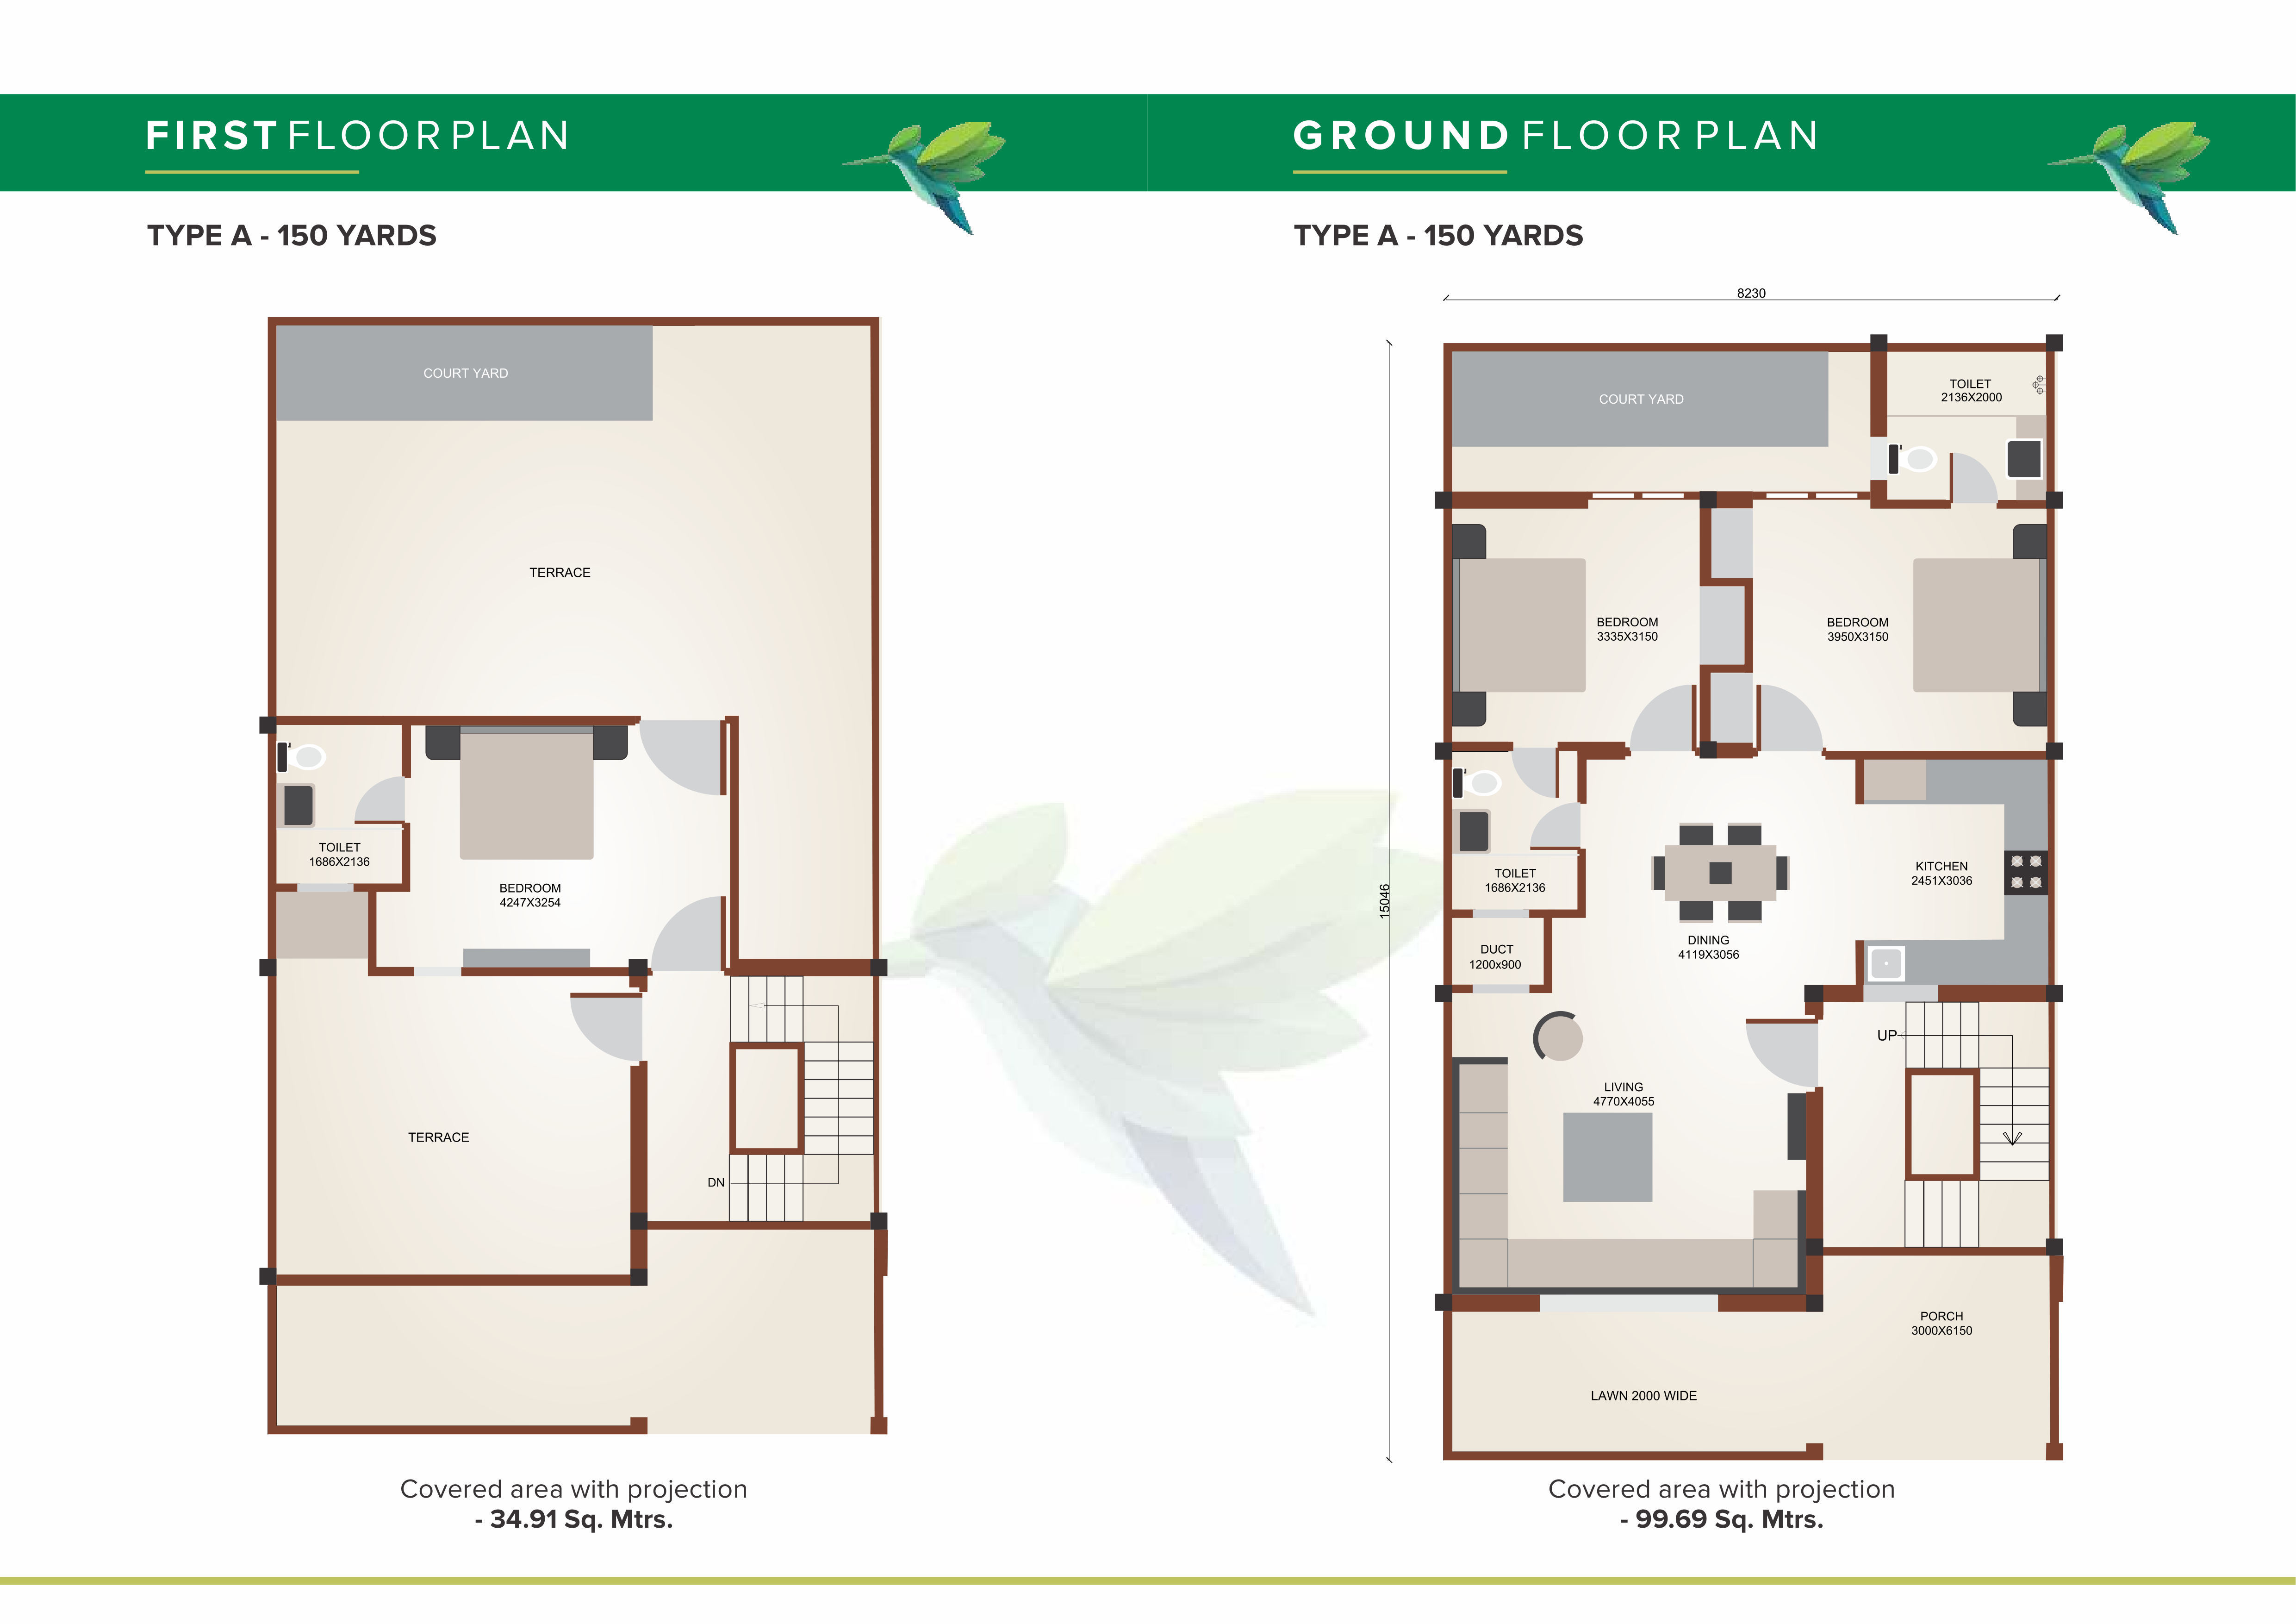 FIRST FLOOR PLAN
TYPE A - 150 YARDS
COURT YARD
TERRACE
TOILET
1686X2136
BEDROOM
4247X3254
TERRACE
DN
Covered area with projection
- 34.91 Sq. Mtrs.
GROUND FLOOR PLAN
TYPE A - 150 YARDS
8230
15046
COURT YARD
TOILET
2136X2000
BEDROOM
3335X3150
BEDROOM
3950X3150
TOILET
1686X2136
KITCHEN
2451X3036
DINING
4119X3056
DUCT
1200x900
UP
LIVING
4770X4055
PORCH
3000X6150
LAWN 2000 WIDE
Covered area with projection
- 99.69 Sq. Mtrs.